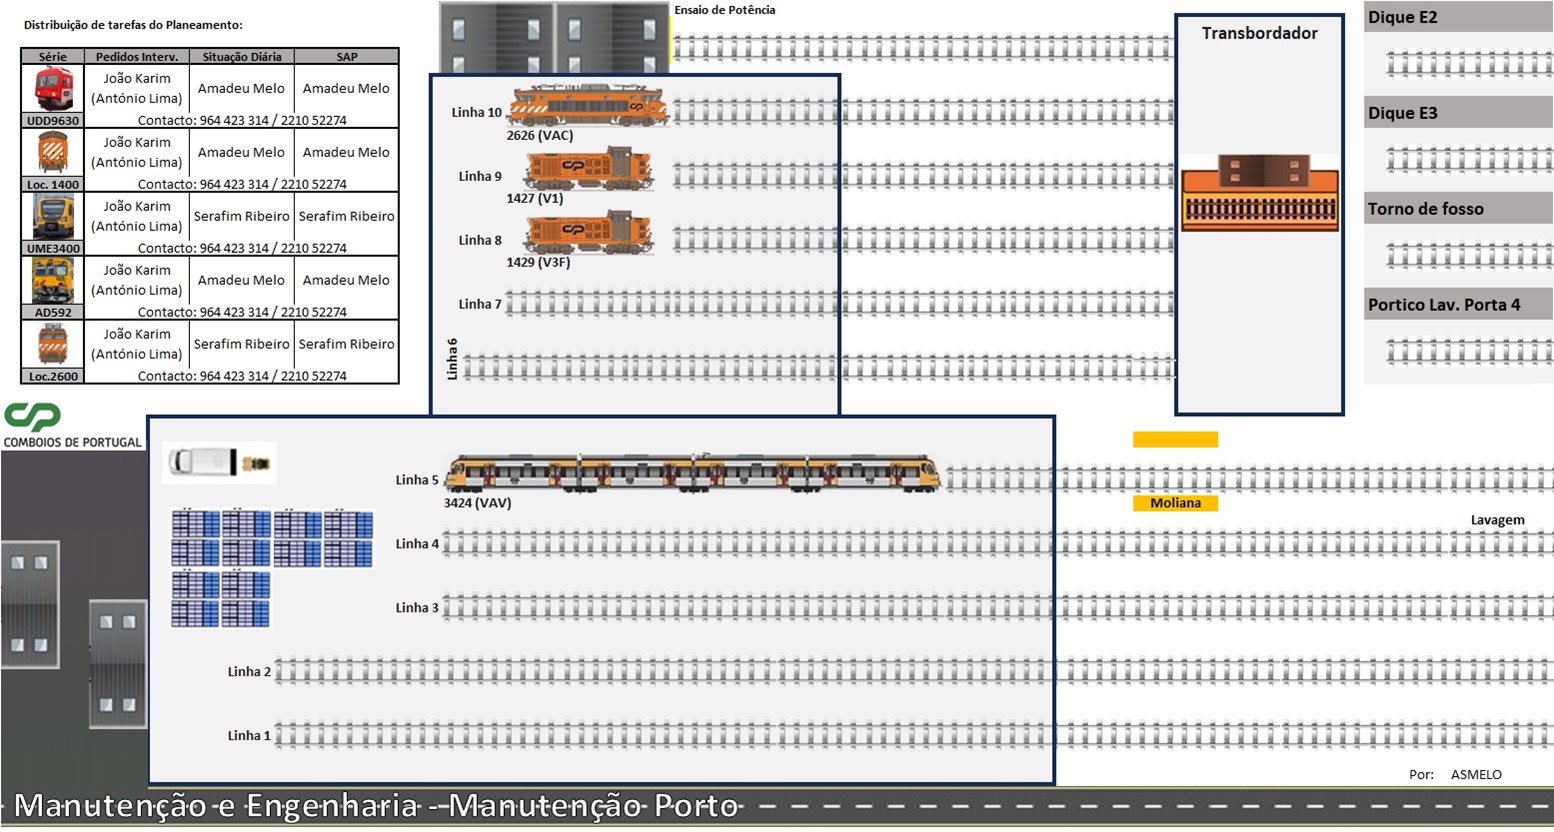 Distribuição de tarefas do Planeamento:
Série Pedidos Interv. Situação Diária SAP
UDD9630 João Karim (António Lima) Amadeu Melo Amadeu Melo
Contacto: 964 423 314 / 2210 52274
Loc. 1400 João Karim (António Lima) Amadeu Melo Amadeu Melo
Contacto: 964 423 314 / 2210 52274
UME3400 João Karim (António Lima) Serafim Ribeiro Serafim Ribeiro
Contacto: 964 423 314 / 2210 52274
AD592 João Karim (António Lima) Amadeu Melo Amadeu Melo
Contacto: 964 423 314 / 2210 52274
Loc.2600 João Karim (António Lima) Serafim Ribeiro Serafim Ribeiro
Contacto: 964 423 314 / 2210 52274
Ensaio de Potência
Linha 10
2626 (VAC)
Linha 9
1427 (V1)
Linha 8
1429 (V3F)
Linha 7
Linha 6
Transbordador
Dique E2
Dique E3
Torno de fosso
Portico Lav. Porta 4
CP
COMBOIOS DE PORTUGAL
Linha 5
3424 (VAV)
Moliana
Lavagem
Linha 4
Linha 3
Linha 2
Linha 1
Por: ASMELO
Manutenção e Engenharia - Manutenção Porto